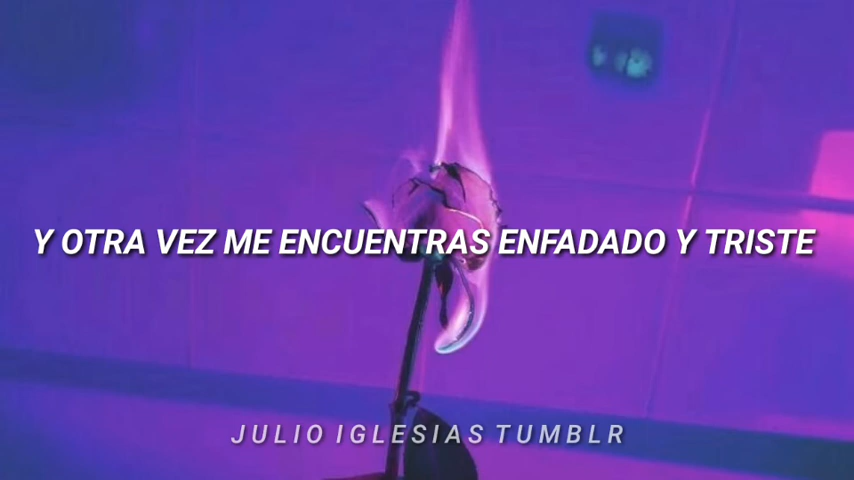 Y OTRA VEZ ME ENCUENTRAS ENFADADO Y TRISTE
JULIO IGLESIAS TUMBLR